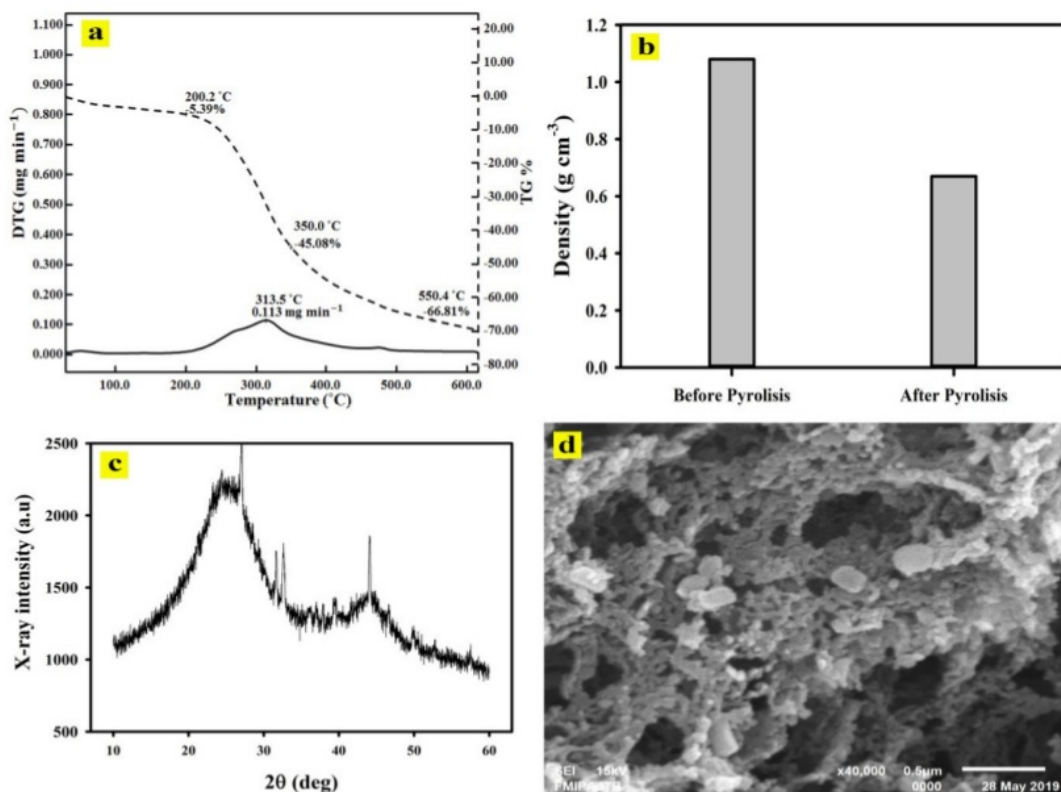 a
1.100
1.000
0.900
0.800
0.700
0.600
0.500
0.400
0.300
0.200
0.100
0.000
DTG (mg min⁻¹)
20.00
10.00
0.00
-10.00
-20.00
-30.00
-40.00
-50.00
-60.00
-70.00
-80.00
TG %
200.2 °C
-5.39%
350.0 °C
-45.08%
313.5 °C
0.113 mg min⁻¹
550.4 °C
-66.81%
100.0 200.0 300.0 400.0 500.0 600.0
Temperature (°C)
b
1.2
1.0
0.8
0.6
0.4
0.2
0.0
Density (g cm⁻³)
Before Pyrolisis After Pyrolisis
c
2500
2000
1500
1000
500
X-ray intensity (a.u)
10 20 30 40 50 60
2θ (deg)
d
SEI 15kV x40,000 0.5µm
0000 28 May 2019